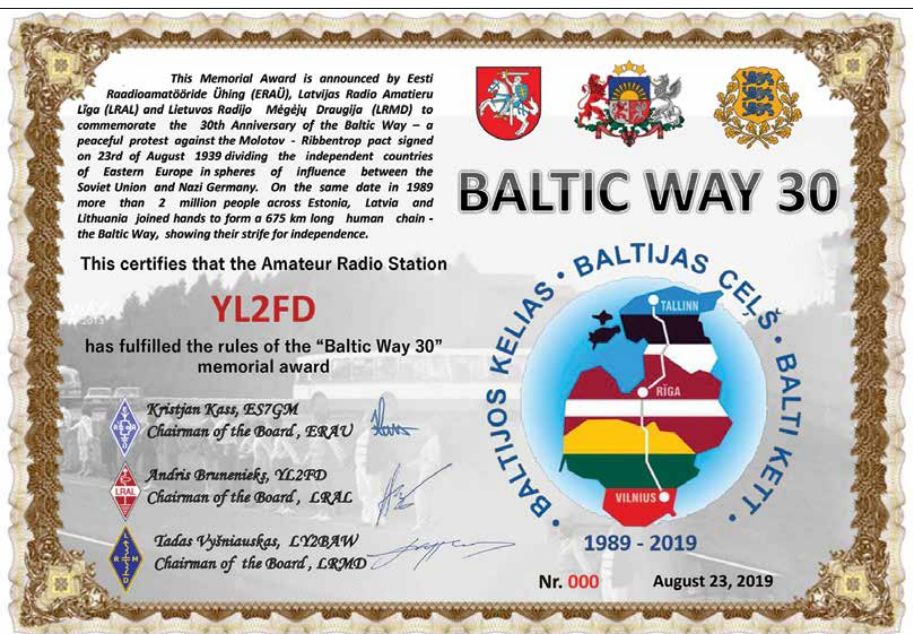 This Memorial Award is announced by Eesti
Raadioamatööride Ühing (ERAÜ), Latvijas Radio Amatieru
Līga (LRAL) and Lietuvos Radijo Mėgėjų Draugija (LRMD) to
commemorate the 30th Anniversary of the Baltic Way – a
peaceful protest against the Molotov - Ribbentrop pact signed
on 23rd of August 1939 dividing the independent countries
of Eastern Europe in spheres of influence between the
Soviet Union and Nazi Germany. On the same date in 1989
more than 2 million people across Estonia, Latvia and
Lithuania joined hands to form a 675 km long human chain -
the Baltic Way, showing their strife for independence.
This certifies that the Amateur Radio Station
YL2FD
has fulfilled the rules of the “Baltic Way 30”
memorial award
Kristjan Kass, ES7GM
Chairman of the Board, ERAU
LRAL
Andris Brunenieks, YL2FD
Chairman of the Board, LRAL
Tadas Vyšniauskas, LY2BAW
Chairman of the Board, LRMD
BALTIC WAY 30
• BALTIJOS KELIAS • BALTIJAS CEĻŠ • BALTI KETT •
TALLINN
RĪGA
VILNIUS
1989 - 2019
Nr. 000 August 23, 2019